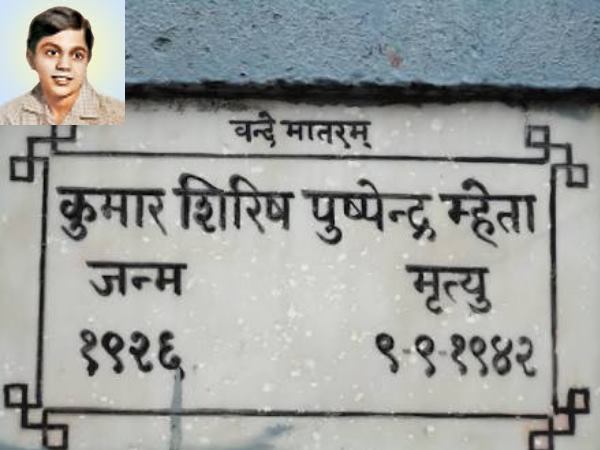 वन्दे मातरम्
कुमार शिरिष पुष्पेन्द्र म्हेता
जन्म मृत्यु
१९२६ ९-९-१९४२